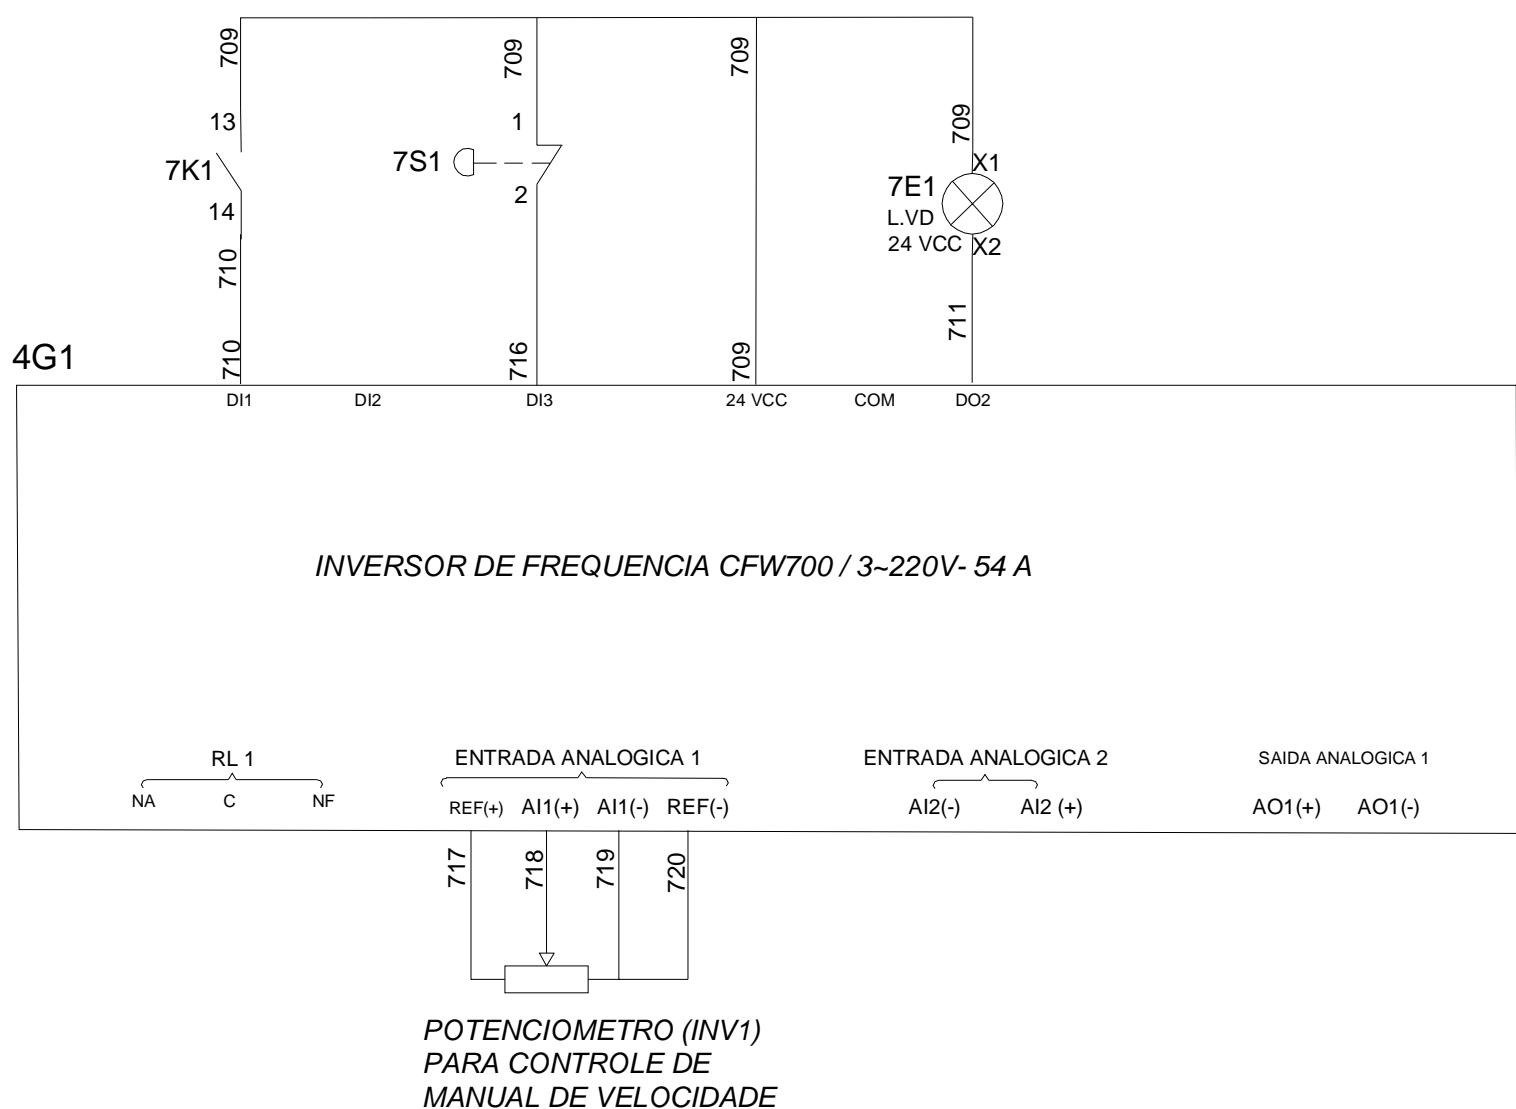 709
709
709
709
13
1
7K1
7S1
X1
7E1
L.VD
24 VCC
X2
14
2
710
711
4G1
710
716
709
DI1
DI2
DI3
24 VCC
COM
DO2
INVERSOR DE FREQUENCIA CFW700 / 3~220V- 54 A
RL 1
ENTRADA ANALOGICA 1
ENTRADA ANALOGICA 2
SAIDA ANALOGICA 1
NA
C
NF
REF(+)
AI1(+)
AI1(-)
REF(-)
AI2(-)
AI2 (+)
AO1(+)
AO1(-)
717
718
719
720
POTENCIOMETRO (INV1)
PARA CONTROLE DE
MANUAL DE VELOCIDADE